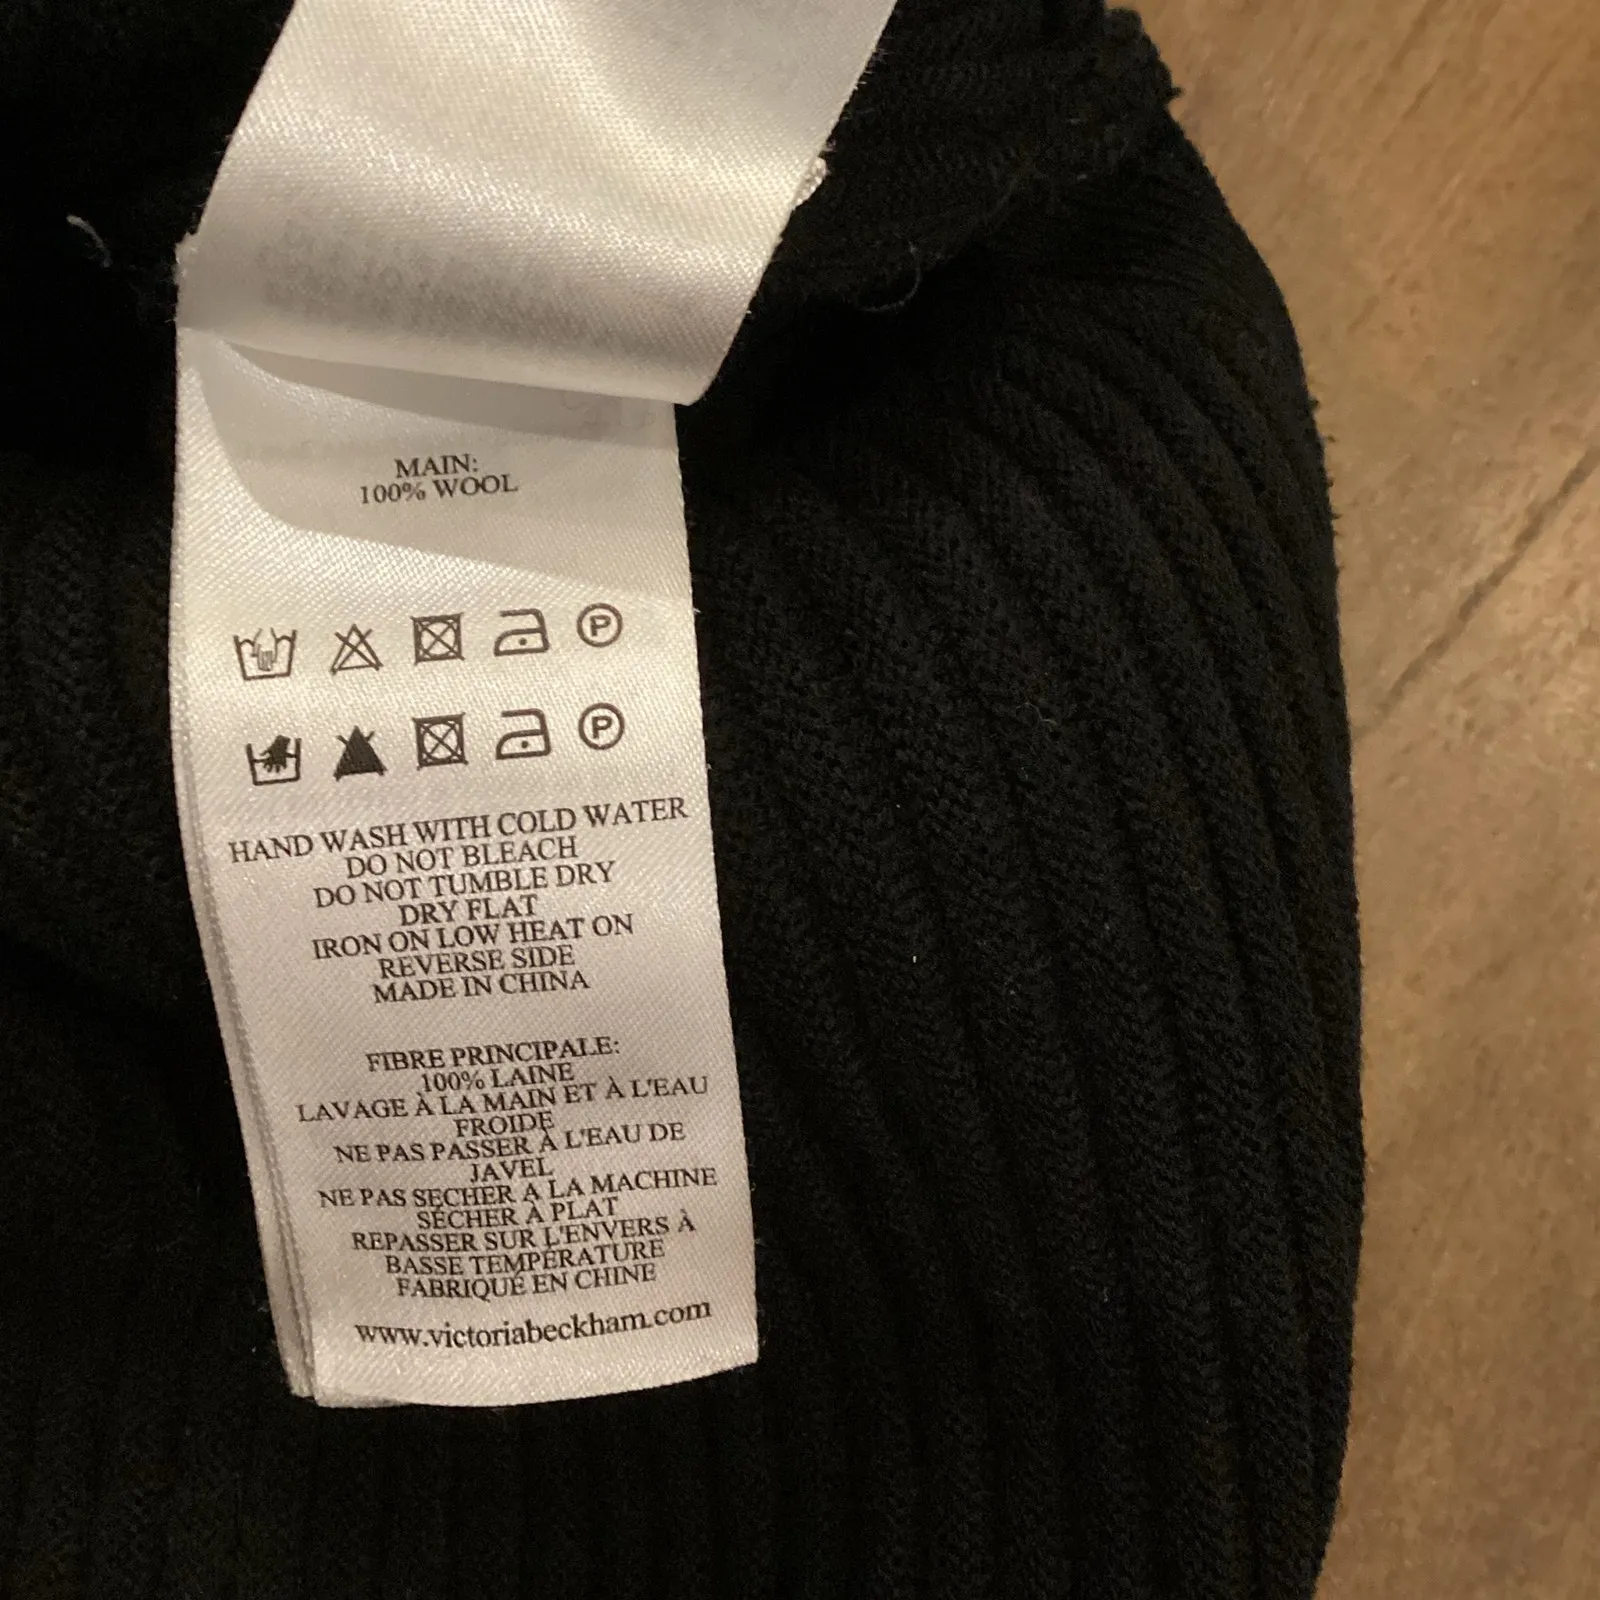 MAIN:
100% WOOL
P
P
HAND WASH WITH COLD WATER
DO NOT BLEACH
DO NOT TUMBLE DRY
DRY FLAT
IRON ON LOW HEAT ON
REVERSE SIDE
MADE IN CHINA
FIBRE PRINCIPALE:
100% LAINE
LAVAGE À LA MAIN ET À L'EAU
FROIDE
NE PAS PASSER À L'EAU DE
JAVEL
NE PAS SÉCHER A LA MACHINE
SÉCHER À PLAT
REPASSER SUR L'ENVERS À
BASSE TEMPÉRATURE
FABRIQUÉ EN CHINE
www.victoriabeckham.com